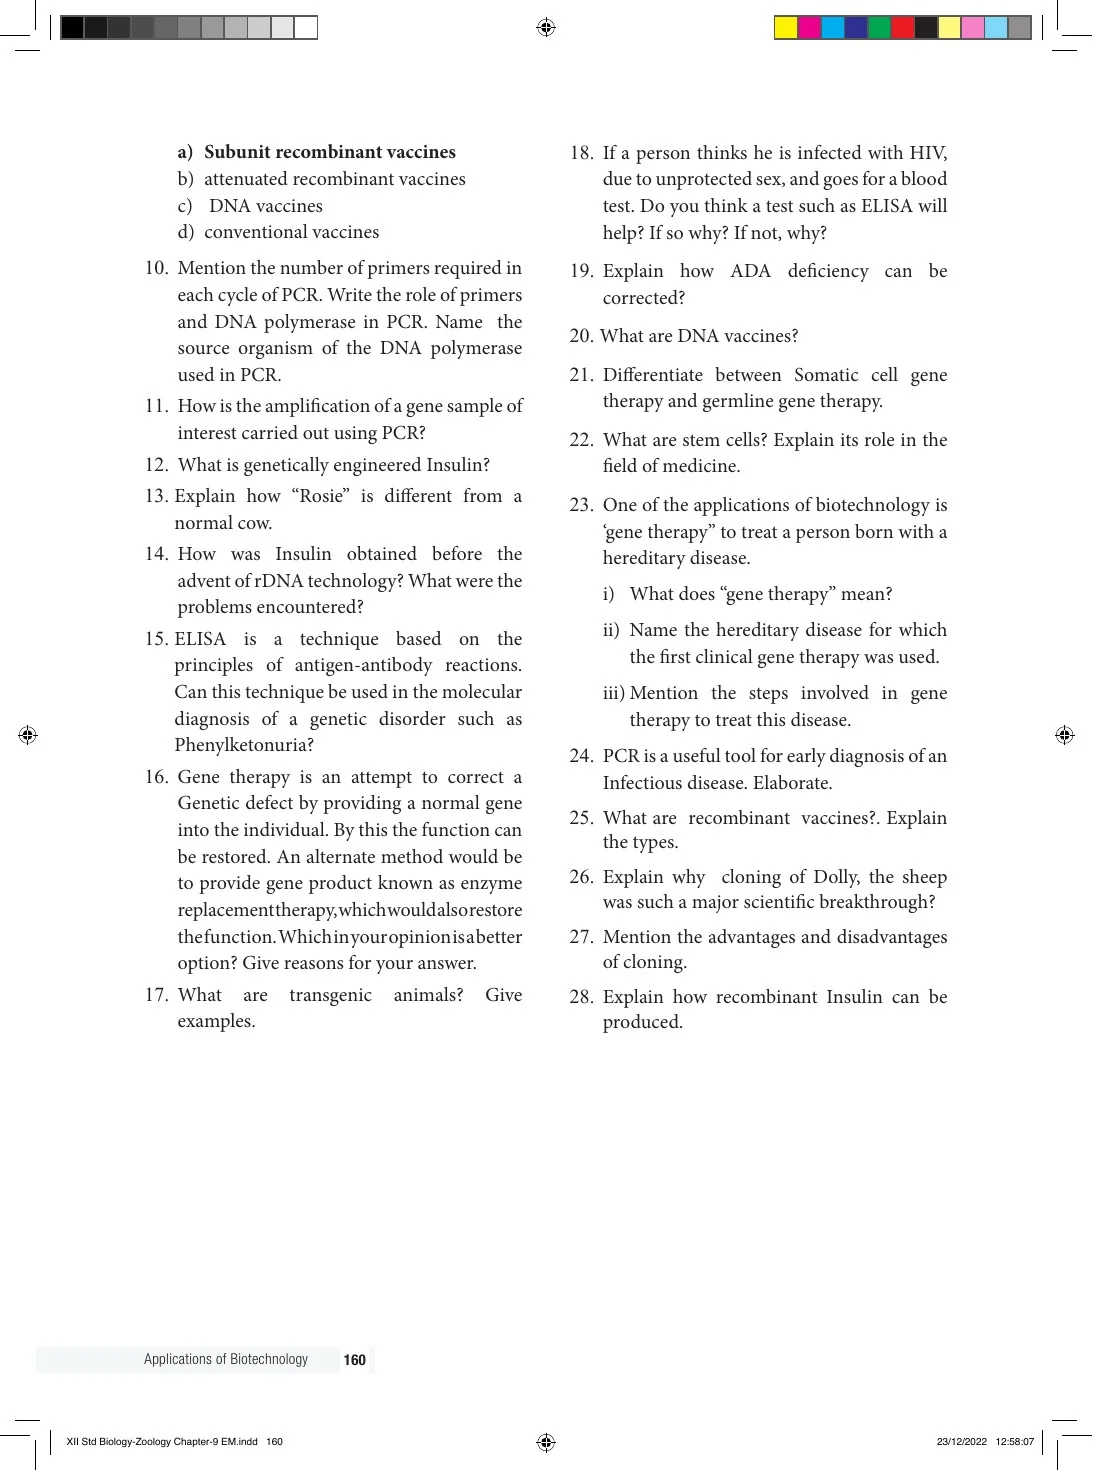 a) Subunit recombinant vaccines
b) attenuated recombinant vaccines
c) DNA vaccines
d) conventional vaccines
10. Mention the number of primers required in
each cycle of PCR. Write the role of primers
and DNA polymerase in PCR. Name the
source organism of the DNA polymerase
used in PCR.
11. How is the amplification of a gene sample of
interest carried out using PCR?
12. What is genetically engineered Insulin?
13. Explain how “Rosie” is different from a
normal cow.
14. How was Insulin obtained before the
advent of rDNA technology? What were the
problems encountered?
15. ELISA is a technique based on the
principles of antigen-antibody reactions.
Can this technique be used in the molecular
diagnosis of a genetic disorder such as
Phenylketonuria?
16. Gene therapy is an attempt to correct a
Genetic defect by providing a normal gene
into the individual. By this the function can
be restored. An alternate method would be
to provide gene product known as enzyme
replacement therapy, which would also restore
the function. Which in your opinion is a better
option? Give reasons for your answer.
17. What are transgenic animals? Give
examples.
18. If a person thinks he is infected with HIV,
due to unprotected sex, and goes for a blood
test. Do you think a test such as ELISA will
help? If so why? If not, why?
19. Explain how ADA deficiency can be
corrected?
20. What are DNA vaccines?
21. Differentiate between Somatic cell gene
therapy and germline gene therapy.
22. What are stem cells? Explain its role in the
field of medicine.
23. One of the applications of biotechnology is
‘gene therapy” to treat a person born with a
hereditary disease.
i) What does “gene therapy” mean?
ii) Name the hereditary disease for which
the first clinical gene therapy was used.
iii) Mention the steps involved in gene
therapy to treat this disease.
24. PCR is a useful tool for early diagnosis of an
Infectious disease. Elaborate.
25. What are recombinant vaccines?. Explain
the types.
26. Explain why cloning of Dolly, the sheep
was such a major scientific breakthrough?
27. Mention the advantages and disadvantages
of cloning.
28. Explain how recombinant Insulin can be
produced.
Applications of Biotechnology 160
XII Std Biology-Zoology Chapter-9 EM.indd 160
23/12/2022 12:58:07